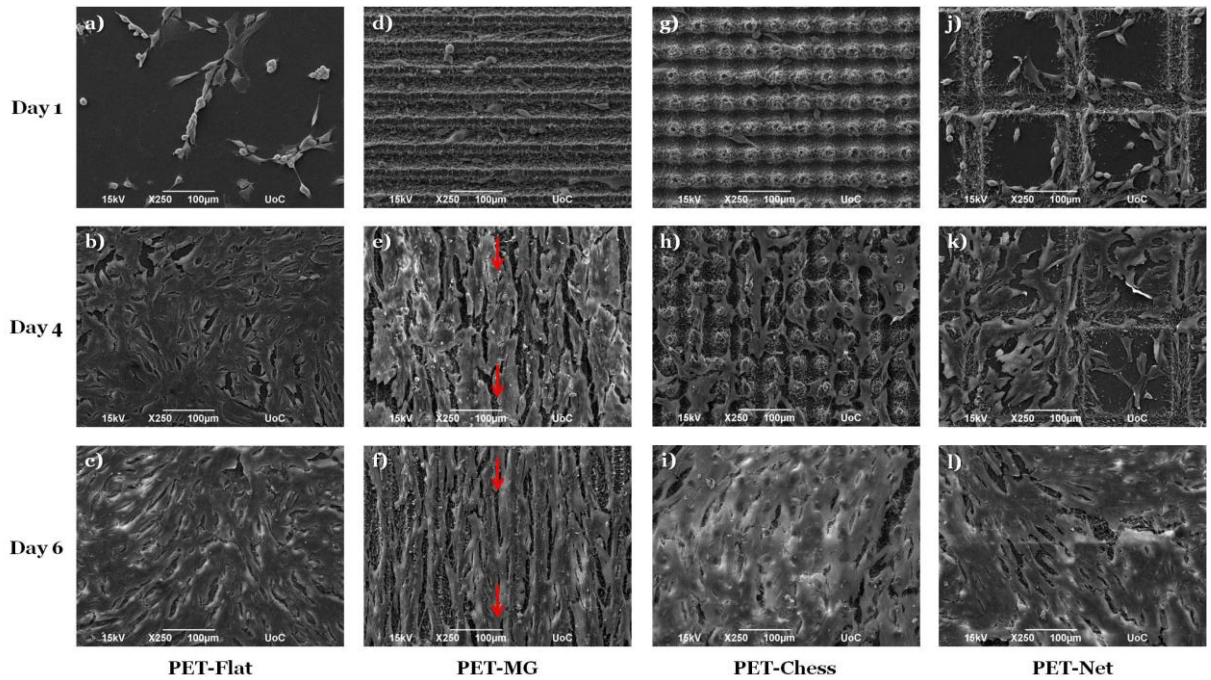 a)
d)
g)
j)
Day 1
15kV X250 100µm UoC
15kV X250 100µm UoC
15kV X250 100µm UoC
15kV X250 100µm UoC
b)
e)
h)
k)
Day 4
15kV X250 100µm UoC
15kV X250 100µm UoC
15kV X250 100µm UoC
15kV X250 100µm UoC
c)
f)
i)
l)
Day 6
15kV X250 100µm UoC
15kV X250 100µm UoC
15kV X250 100µm UoC
15kV X250 100µm UoC
PET-Flat PET-MG PET-Chess PET-Net